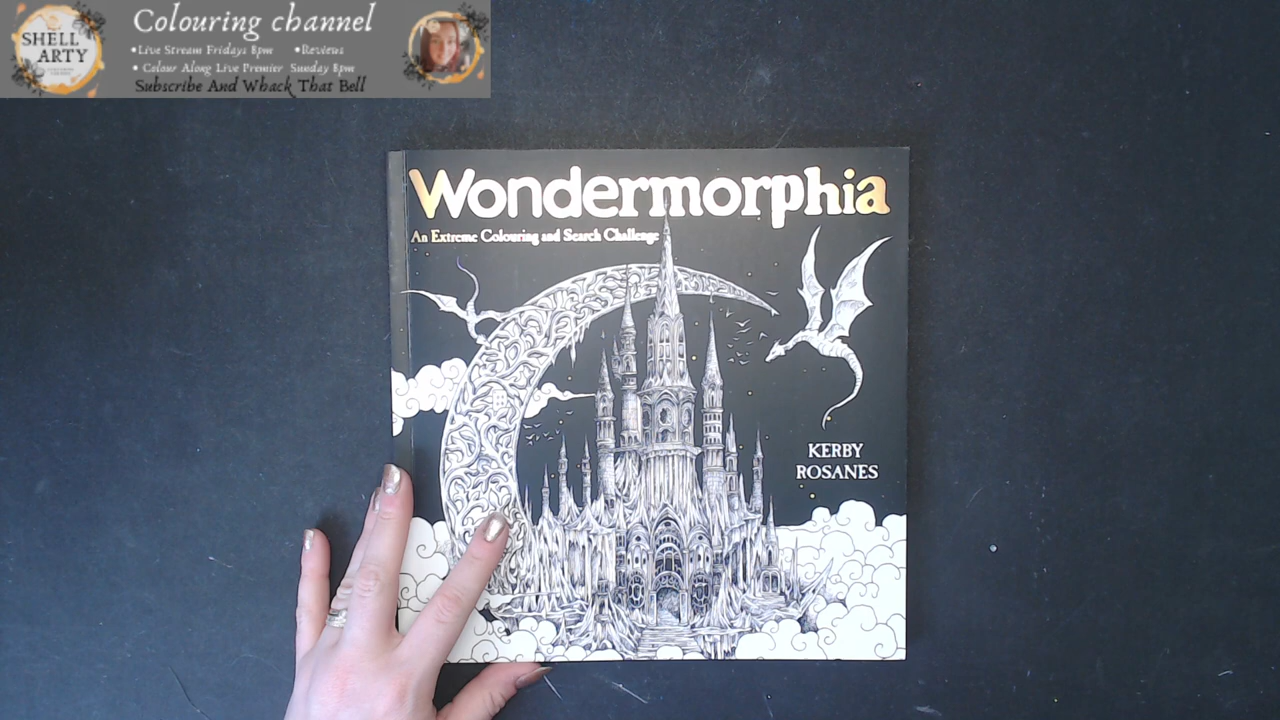 SHELL
ARTY
Colouring channel
•Live Stream Fridays 8pm •Reviews
• Colour Along Live Premier Sunday 8pm
Subscribe And Whack That Bell
Wondermorphia
An Extreme Colouring and Search Challenge
KERBY
ROSANES